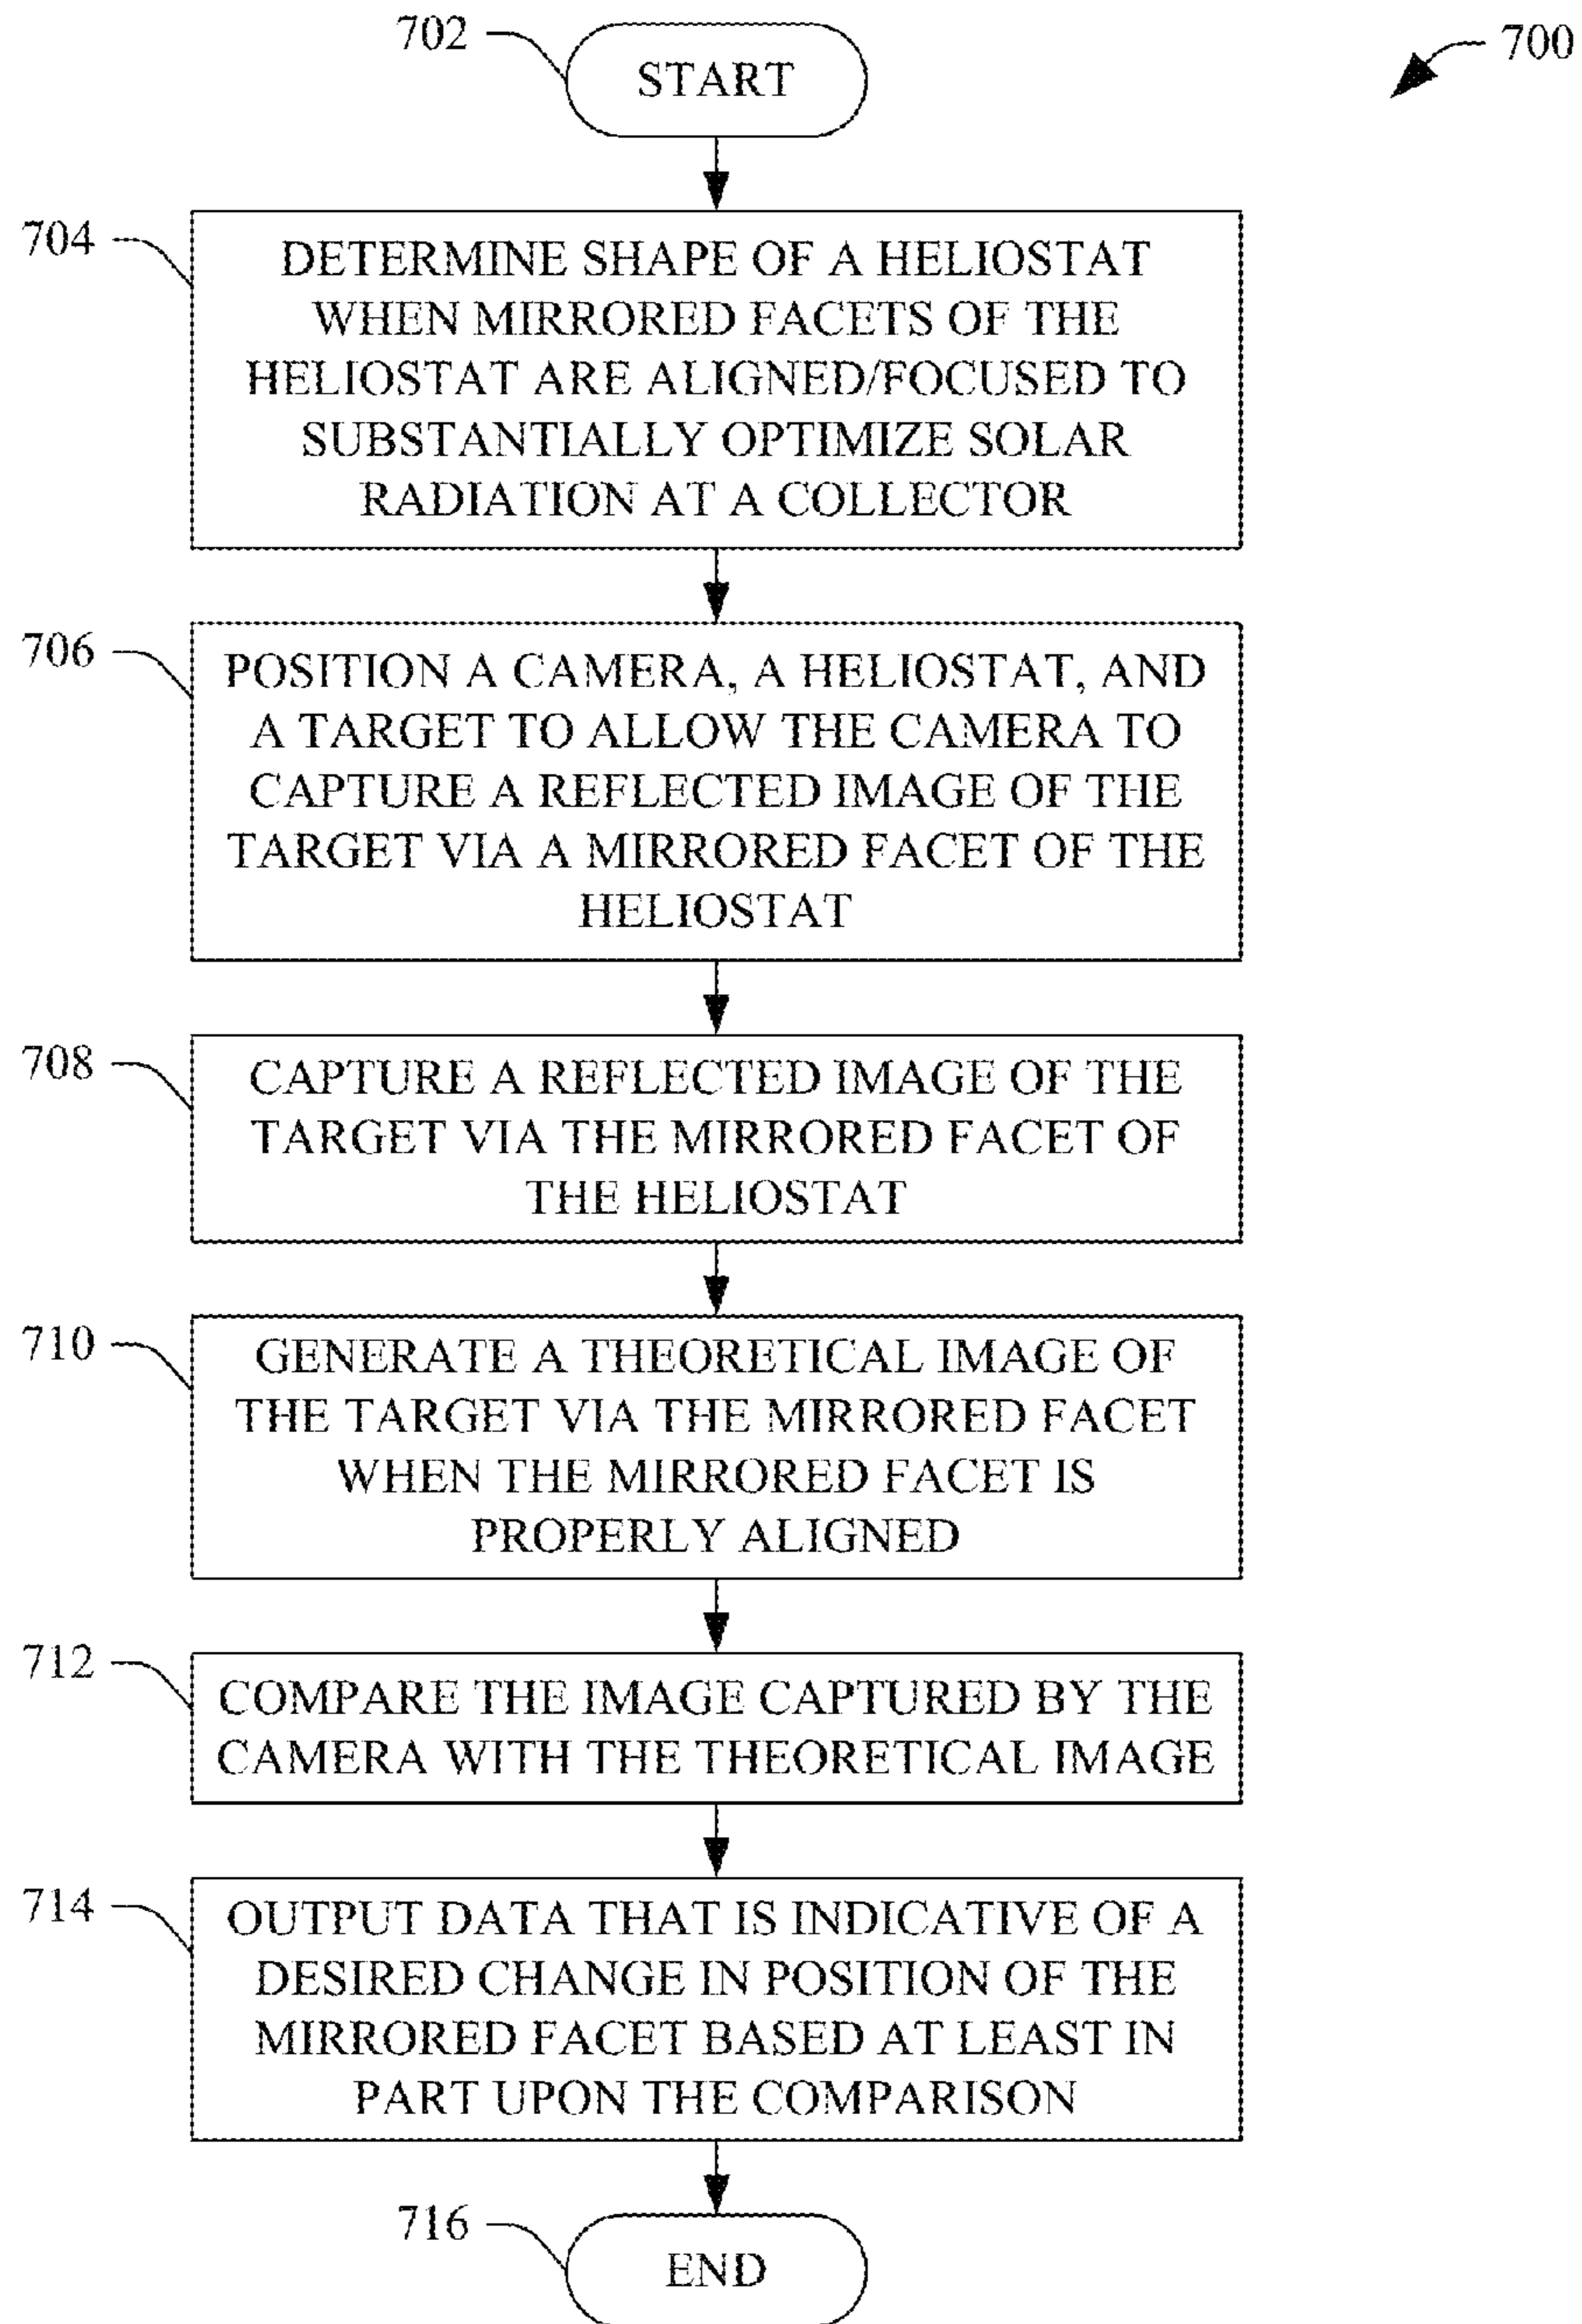 702
START
700
704
DETERMINE SHAPE OF A HELIOSTAT
WHEN MIRRORED FACETS OF THE
HELIOSTAT ARE ALIGNED/FOCUSED TO
SUBSTANTIALLY OPTIMIZE SOLAR
RADIATION AT A COLLECTOR
706
POSITION A CAMERA, A HELIOSTAT, AND
A TARGET TO ALLOW THE CAMERA TO
CAPTURE A REFLECTED IMAGE OF THE
TARGET VIA A MIRRORED FACET OF THE
HELIOSTAT
708
CAPTURE A REFLECTED IMAGE OF THE
TARGET VIA THE MIRRORED FACET OF
THE HELIOSTAT
710
GENERATE A THEORETICAL IMAGE OF
THE TARGET VIA THE MIRRORED FACET
WHEN THE MIRRORED FACET IS
PROPERLY ALIGNED
712
COMPARE THE IMAGE CAPTURED BY THE
CAMERA WITH THE THEORETICAL IMAGE
714
OUTPUT DATA THAT IS INDICATIVE OF A
DESIRED CHANGE IN POSITION OF THE
MIRRORED FACET BASED AT LEAST IN
PART UPON THE COMPARISON
716
END